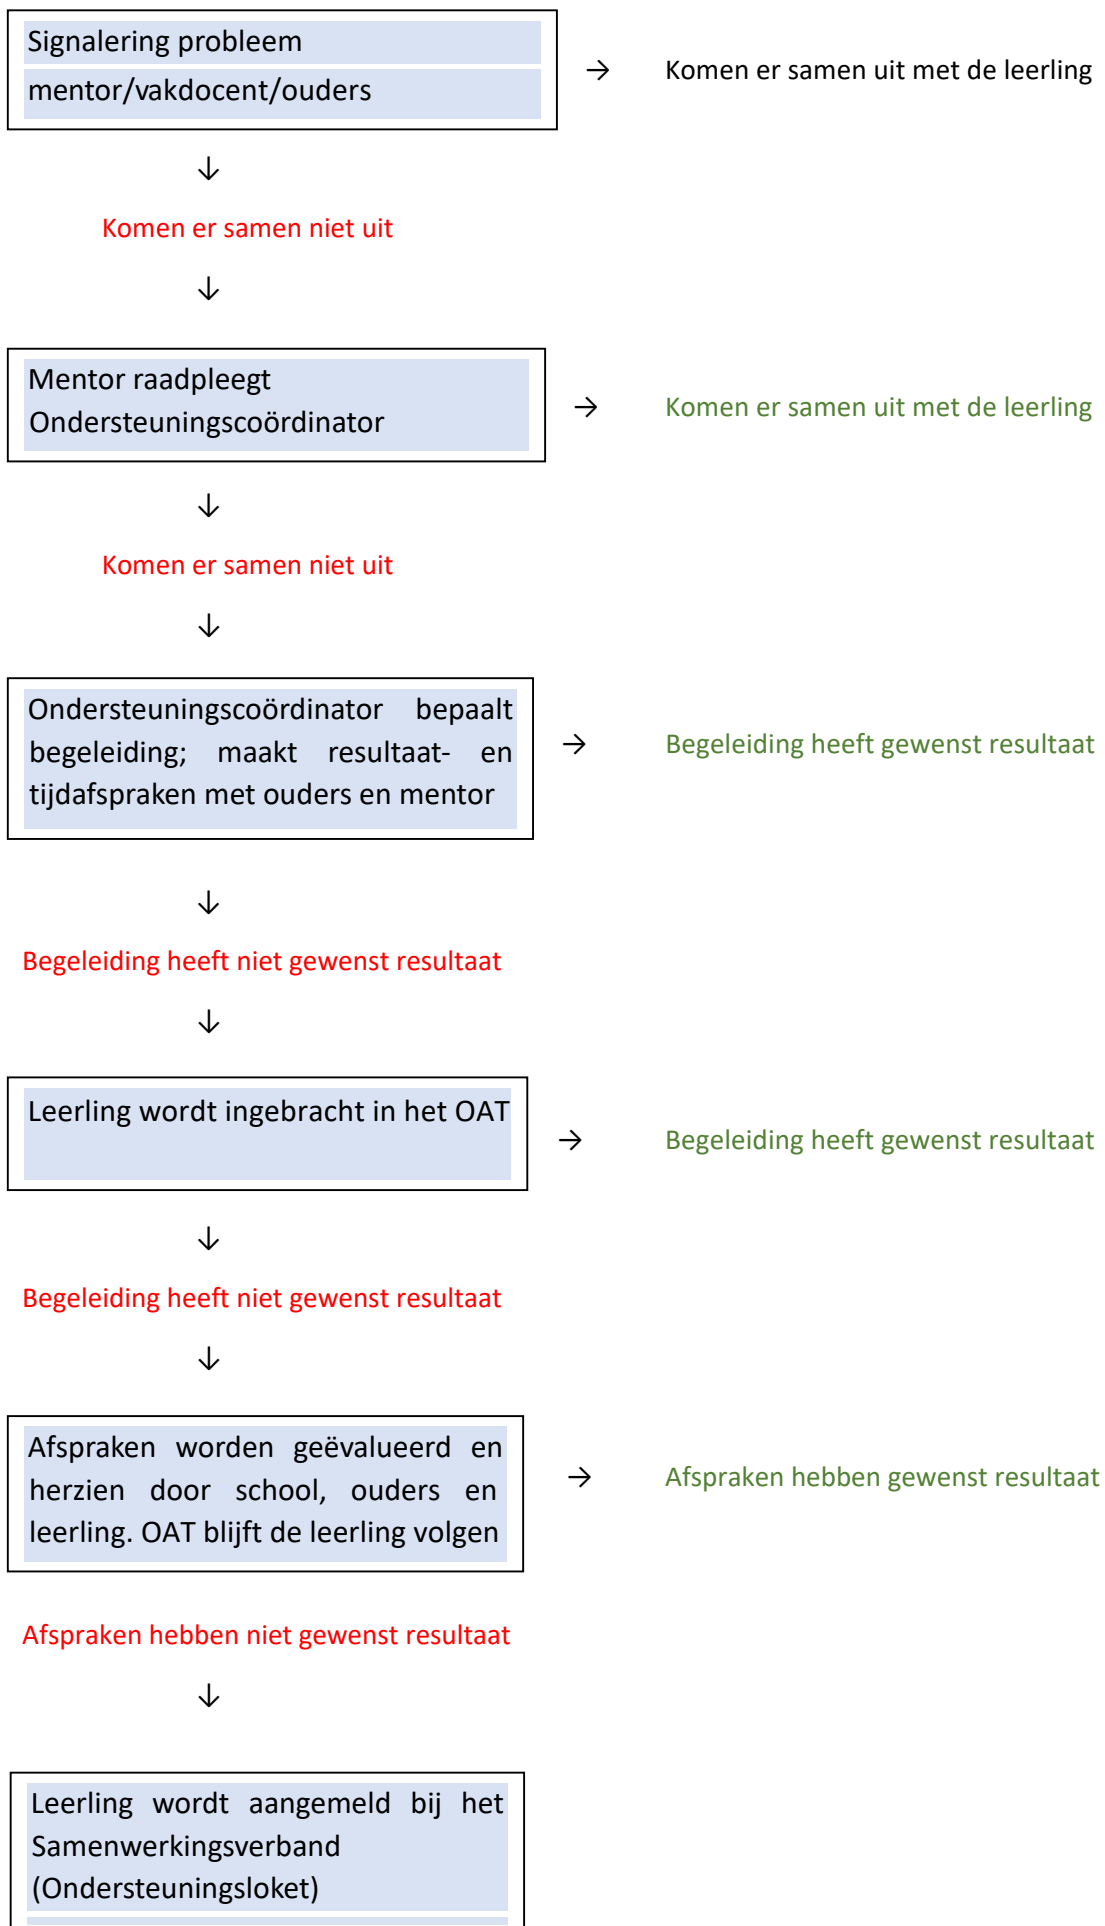 Signalering probleem
mentor/vakdocent/ouders
→ Komen er samen uit met de leerling
↓
Komen er samen niet uit
↓
Mentor raadpleegt
Ondersteuningscoördinator
→ Komen er samen uit met de leerling
↓
Komen er samen niet uit
↓
Ondersteuningscoördinator bepaalt
begeleiding; maakt resultaat- en
tijdafspraken met ouders en mentor
→ Begeleiding heeft gewenst resultaat
↓
Begeleiding heeft niet gewenst resultaat
↓
Leerling wordt ingebracht in het OAT
→ Begeleiding heeft gewenst resultaat
↓
Begeleiding heeft niet gewenst resultaat
↓
Afspraken worden geëvalueerd en
herzien door school, ouders en
leerling. OAT blijft de leerling volgen
→ Afspraken hebben gewenst resultaat
Afspraken hebben niet gewenst resultaat
↓
Leerling wordt aangemeld bij het
Samenwerkingsverband
(Ondersteuningsloket)